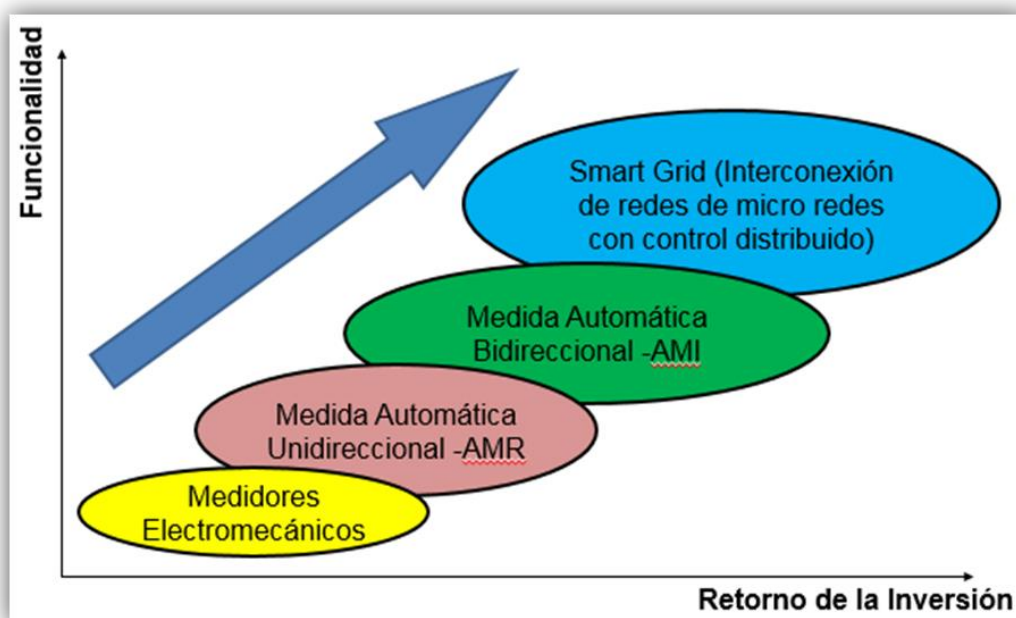 Funcionalidad
Smart Grid (Interconexión
de redes de micro redes
con control distribuido)
Medida Automática
Bidireccional -AMI
Medida Automática
Unidireccional -AMR
Medidores
Electromecánicos
Retorno de la Inversión